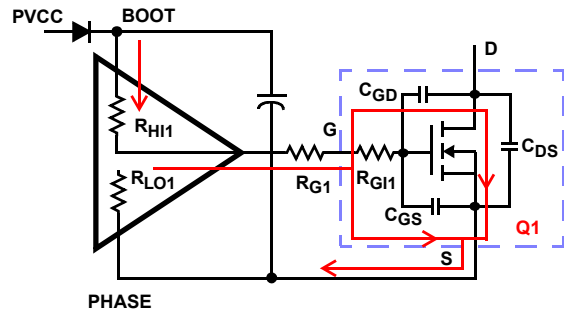 PVCC
BOOT
D
CGD
G
RHI1
CDS
RLO1
RG1
RGI1
CGS
Q1
S
PHASE